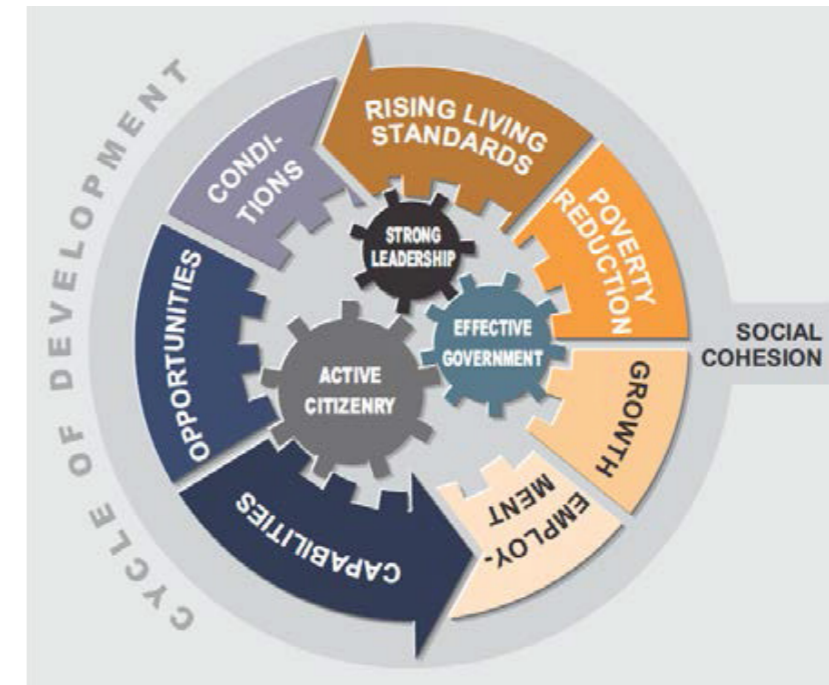 CYCLE OF DEVELOPMENT
RISING LIVING
STANDARDS
POVERTY
REDUCTION
GROWTH
EMPLOY-
MENT
CAPABILITIES
OPPORTUNITIES
CONDI-
TIONS
STRONG
LEADERSHIP
EFFECTIVE
GOVERNMENT
ACTIVE
CITIZENRY
SOCIAL
COHESION